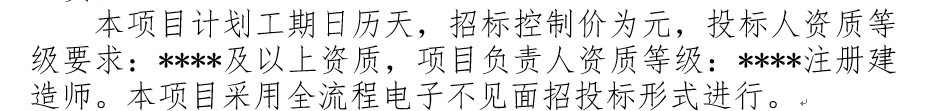 本项目计划工期日历天，招标控制价为元，投标人资质等
级要求：****及以上资质，项目负责人资质等级：****注册建
造师。本项目采用全流程电子不见面招投标形式进行。